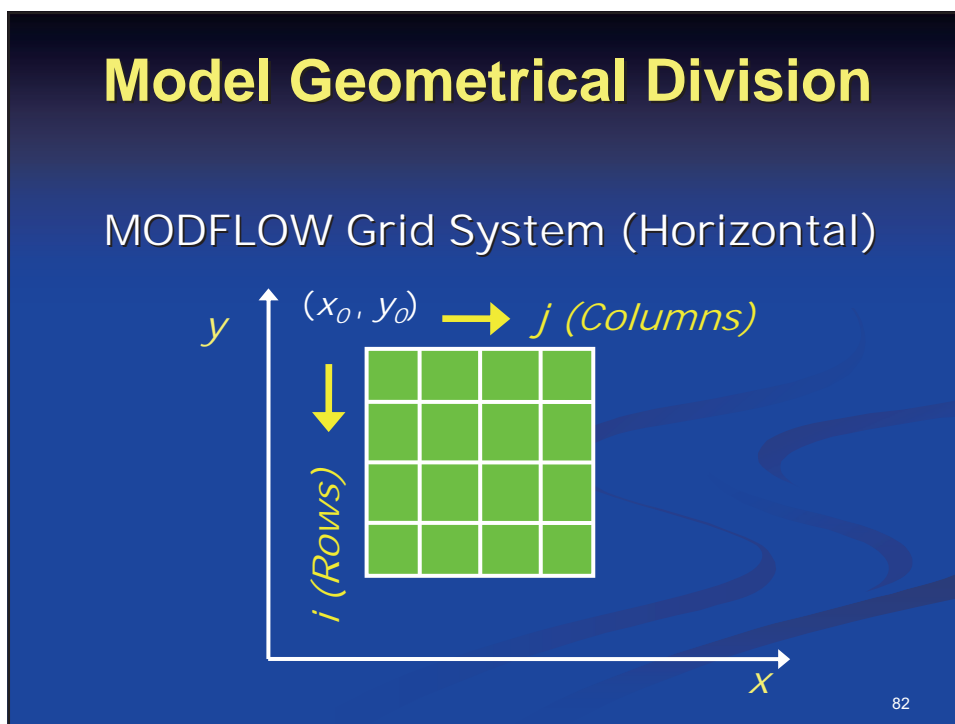 Model Geometrical Division
MODFLOW Grid System (Horizontal)
y
(x₀, y₀)
j (Columns)
i (Rows)
x
82